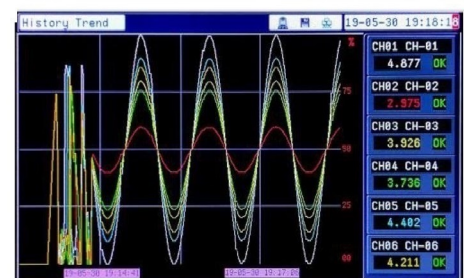 History Trend
19-05-30 19:18:18
%
75
50
25
00
19-05-30 19:14:41
19-05-30 19:17:06
CH01 CH-01
4.877 OK
CH02 CH-02
2.975 OK
CH03 CH-03
3.926 OK
CH04 CH-04
3.736 OK
CH05 CH-05
4.402 OK
CH06 CH-06
4.211 OK